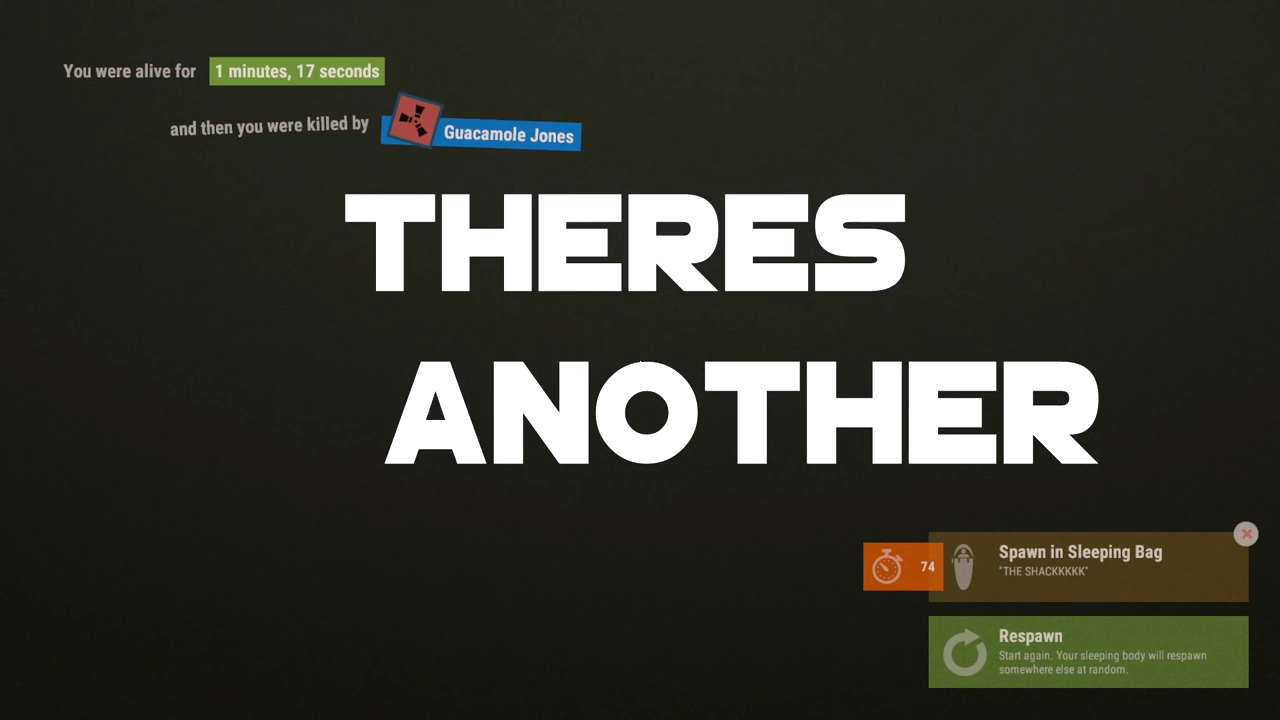 You were alive for 1 minutes, 17 seconds
and then you were killed by Guacamole Jones
THERES
ANOTHER
74
Spawn in Sleeping Bag
"THE SHACKKKKK"
Respawn
Start again. Your sleeping body will respawn
somewhere else at random.